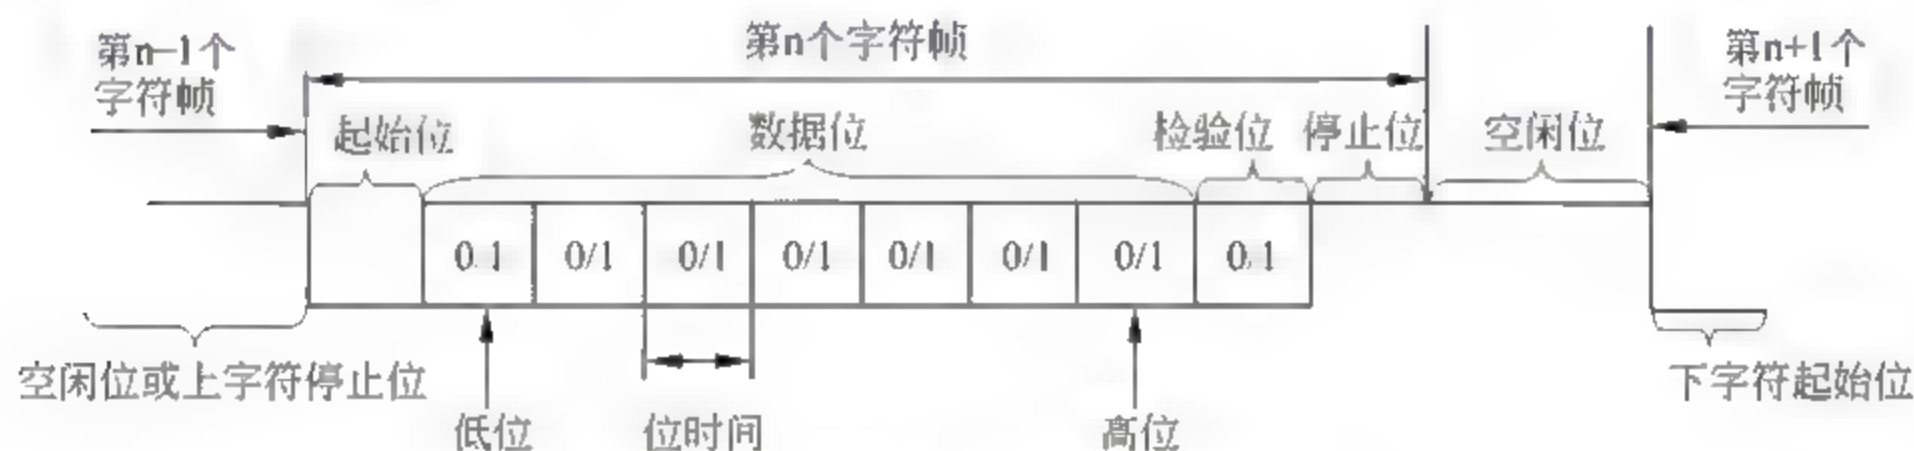 第n个字符帧
第n-1个
字符帧
第n+1个
字符帧
起始位
数据位
检验位
停止位
空闲位
0.1
0/1
0/1
0/1
0/1
0/1
0/1
0.1
空闲位或上字符停止位
低位
位时间
高位
下字符起始位